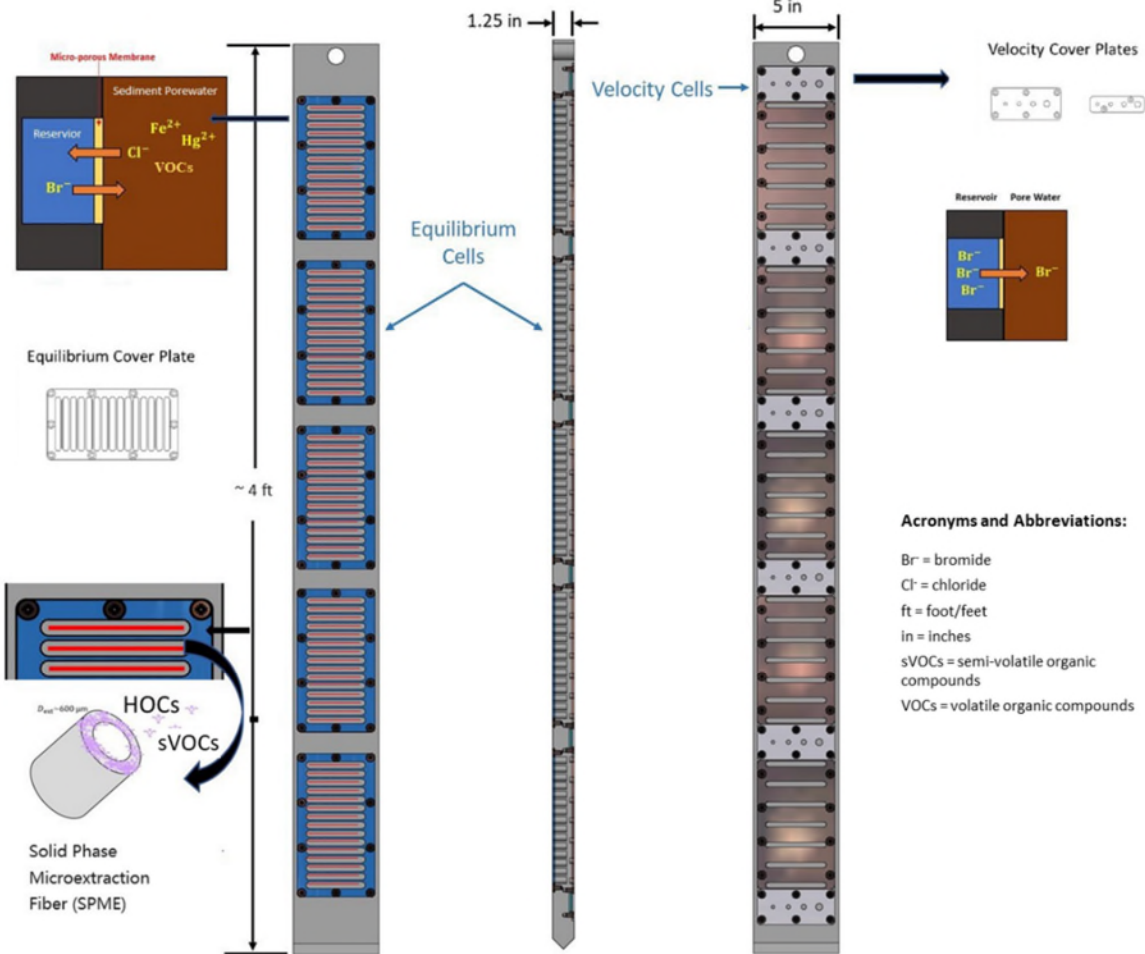 1.25 in
5 in
Micro-porous Membrane
Sediment Porewater
Reservior
Fe²⁺
Hg²⁺
Cl⁻
VOCs
Br⁻
Equilibrium Cover Plate
~ 4 ft
Equilibrium
Cells
Velocity Cells
Velocity Cover Plates
Reservoir
Pore Water
Br⁻
Br⁻
Br⁻
Br⁻
Acronyms and Abbreviations:
Br⁻ = bromide
Cl⁻ = chloride
ft = foot/feet
in = inches
sVOCs = semi-volatile organic
compounds
VOCs = volatile organic compounds
HOCs
sVOCs
Solid Phase
Microextraction
Fiber (SPME)